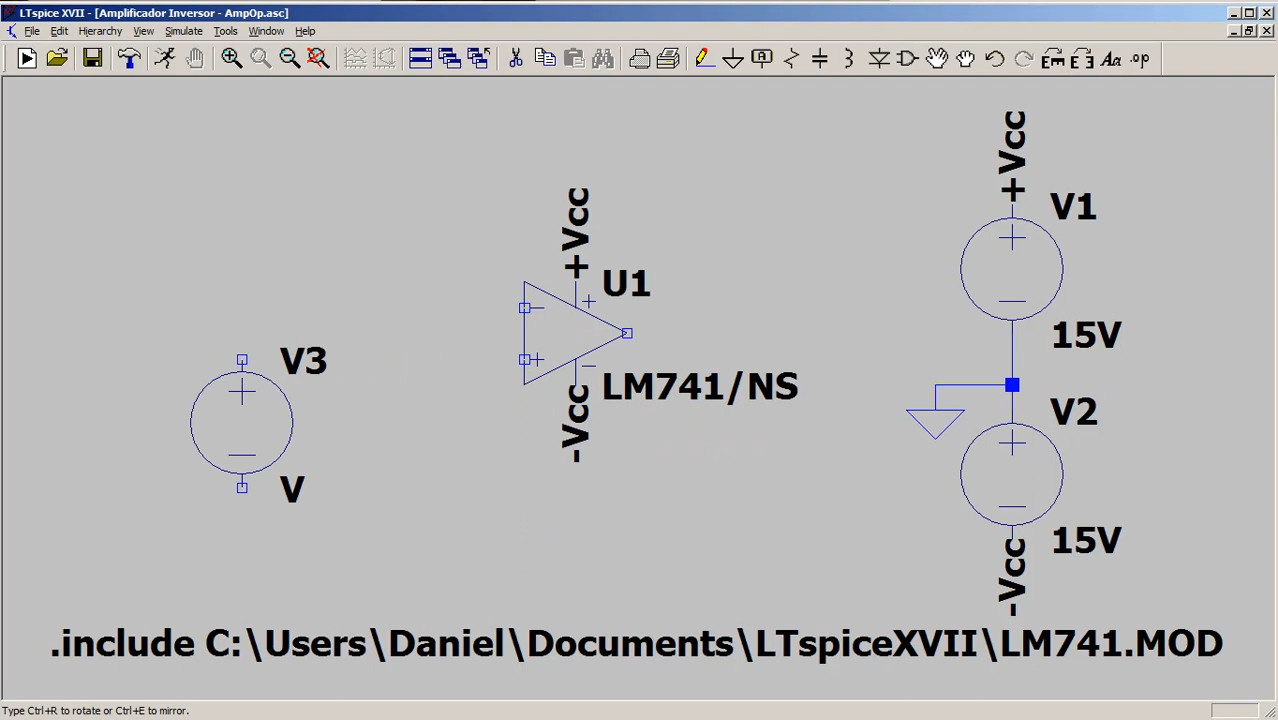 LTspice XVII - [Amplificador Inversor - AmpOp.asc]
File Edit Hierarchy View Simulate Tools Window Help
.op
+Vcc
V1
15V
+Vcc
U1
LM741/NS
-Vcc
V3
V
V2
15V
-Vcc
.include C:\Users\Daniel\Documents\LTspiceXVII\LM741.MOD
Type Ctrl+R to rotate or Ctrl+E to mirror.